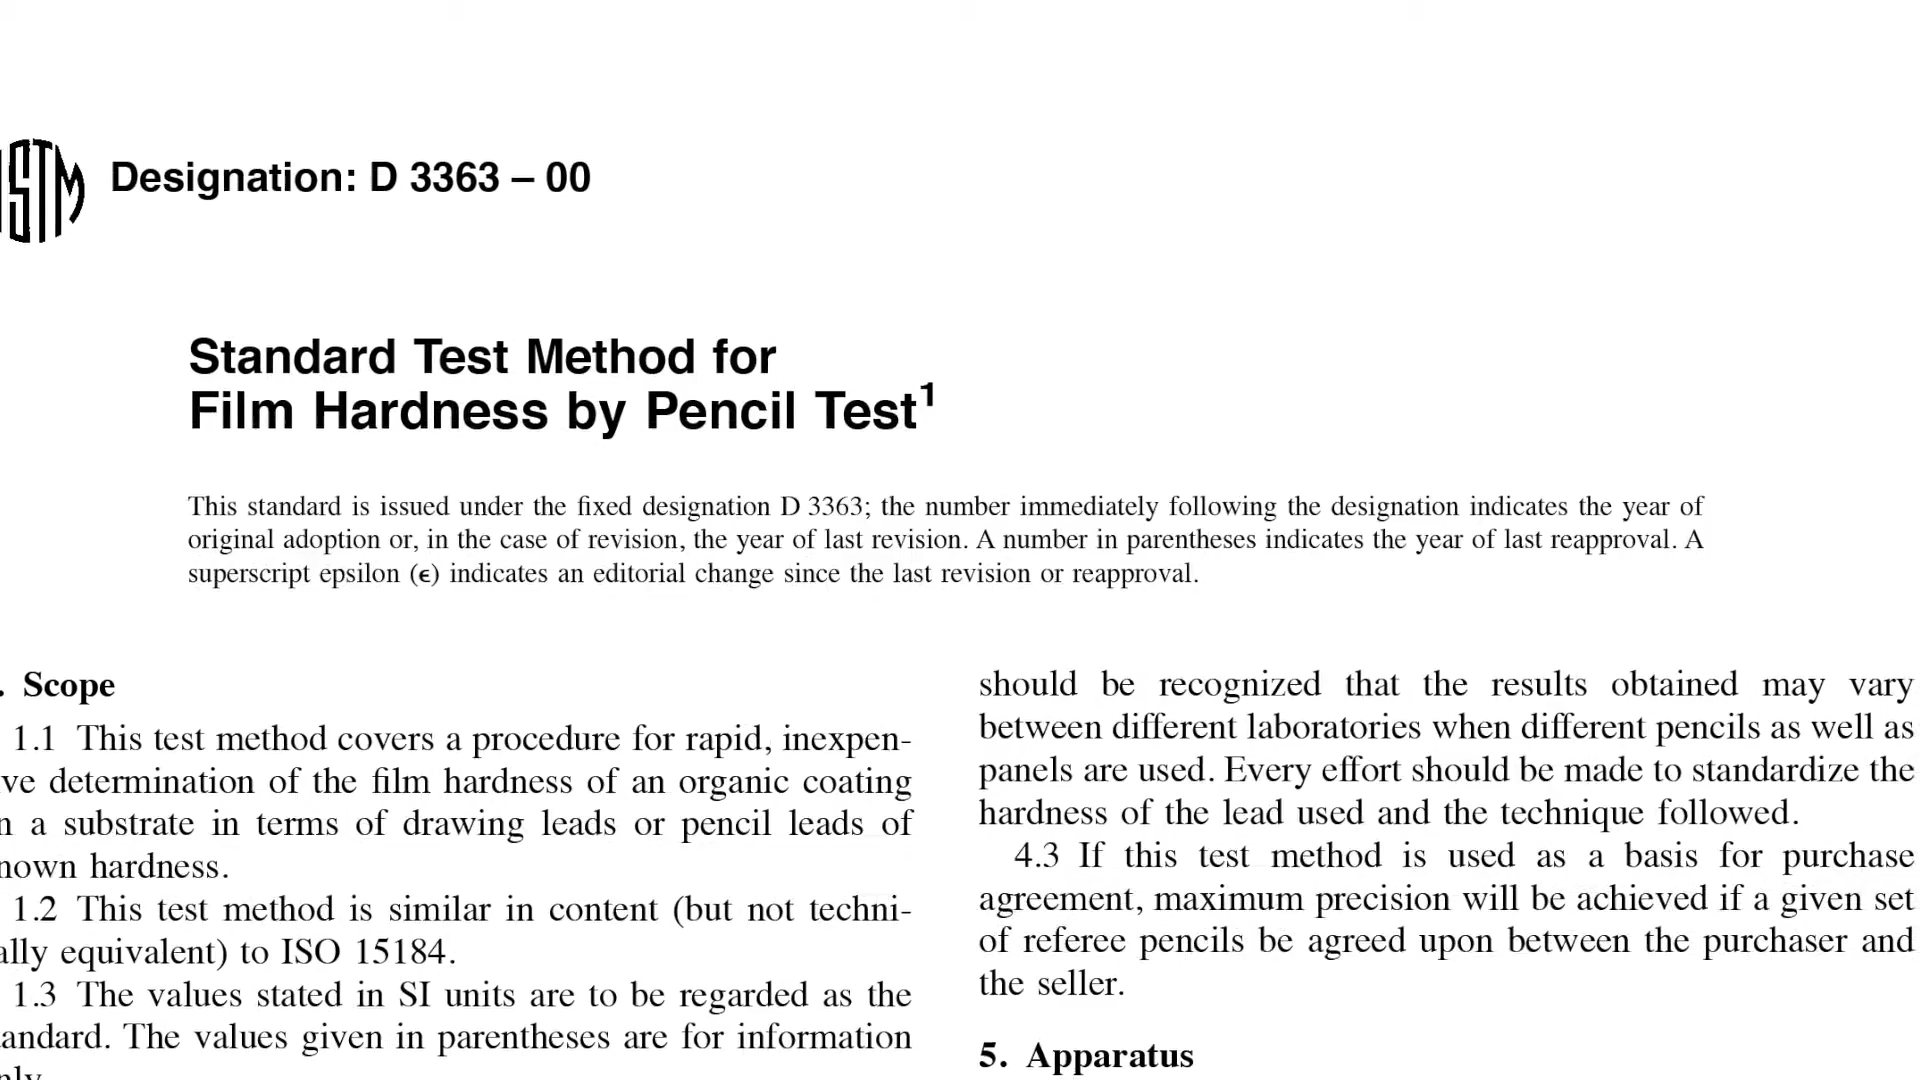 ASTM
Designation: D 3363 – 00
Standard Test Method for
Film Hardness by Pencil Test¹
This standard is issued under the fixed designation D 3363; the number immediately following the designation indicates the year of
original adoption or, in the case of revision, the year of last revision. A number in parentheses indicates the year of last reapproval. A
superscript epsilon (ϵ) indicates an editorial change since the last revision or reapproval.
. Scope
1.1 This test method covers a procedure for rapid, inexpen-
ve determination of the film hardness of an organic coating
n a substrate in terms of drawing leads or pencil leads of
nown hardness.
1.2 This test method is similar in content (but not techni-
ally equivalent) to ISO 15184.
1.3 The values stated in SI units are to be regarded as the
andard. The values given in parentheses are for information
nly.
should be recognized that the results obtained may vary
between different laboratories when different pencils as well as
panels are used. Every effort should be made to standardize the
hardness of the lead used and the technique followed.
4.3 If this test method is used as a basis for purchase
agreement, maximum precision will be achieved if a given set
of referee pencils be agreed upon between the purchaser and
the seller.
5. Apparatus